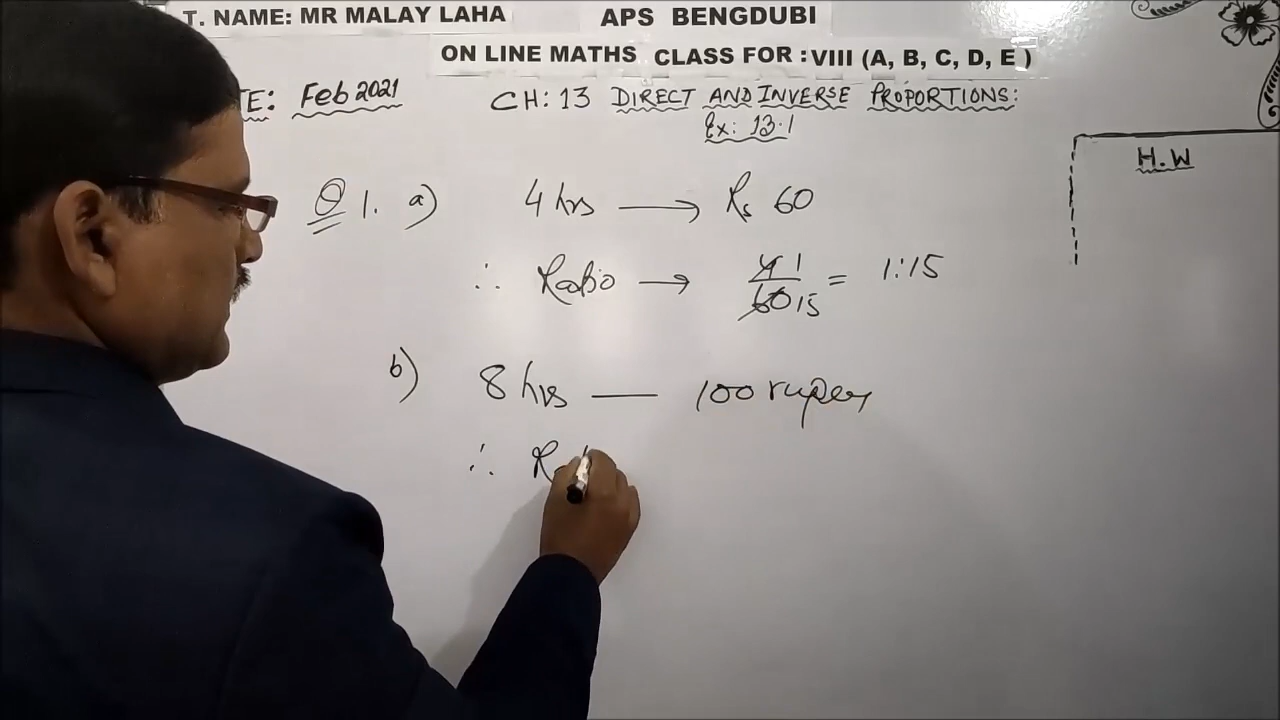 T. NAME: MR MALAY LAHA APS BENGDUBI
ON LINE MATHS CLASS FOR : VIII (A, B, C, D, E )
TE: Feb 2021 CH: 13 DIRECT AND INVERSE PROPORTIONS:
Ex: 13.1
H.W
Q 1. a) 4 hrs → Rs 60
∴ Ratio → 4 1 / 60 15 = 1:15
b) 8 hrs — 100 rupees
∴ R